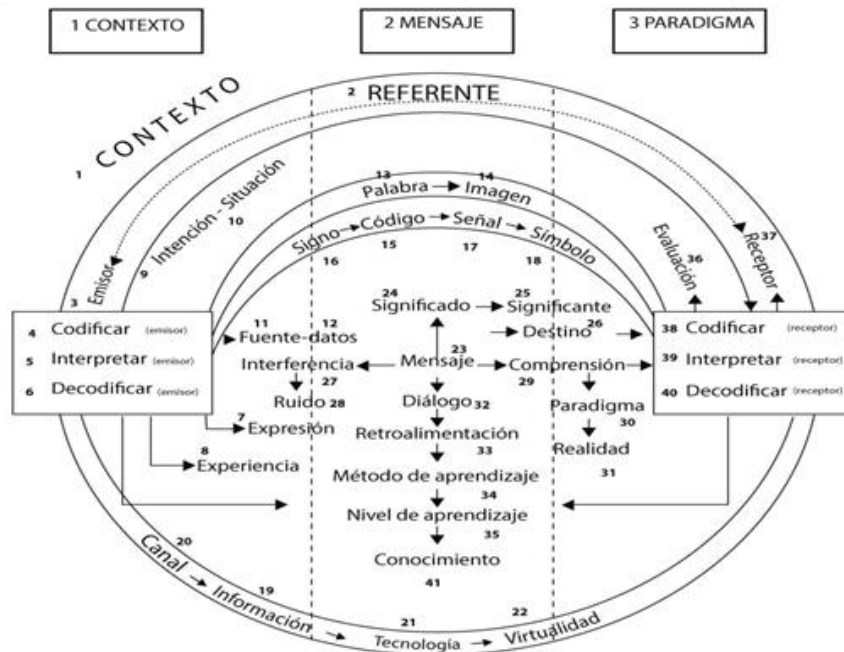 1 CONTEXTO
2 MENSAJE
3 PARADIGMA
1 CONTEXTO
2 REFERENTE
3 Emisor
9 10 Intención - Situación
13 14 Palabra Imagen
Signo Código Señal Símbolo
16 15 17 18
36 Evaluación
37 Receptor
4 Codificar (emisor)
5 Interpretar (emisor)
6 Decodificar (emisor)
24 25
Significado Significante
11 12 Fuente-datos
Destino 26
Interferencia 27
Mensaje 23
Comprensión 29
Ruido 28
Diálogo 32
Paradigma 30
7 Expresión
Retroalimentación 33
Realidad 31
8 Experiencia
Método de aprendizaje 34
Nivel de aprendizaje 35
Conocimiento 41
38 Codificar (receptor)
39 Interpretar (receptor)
40 Decodificar (receptor)
20 19 21 22
Canal Información Tecnología Virtualidad